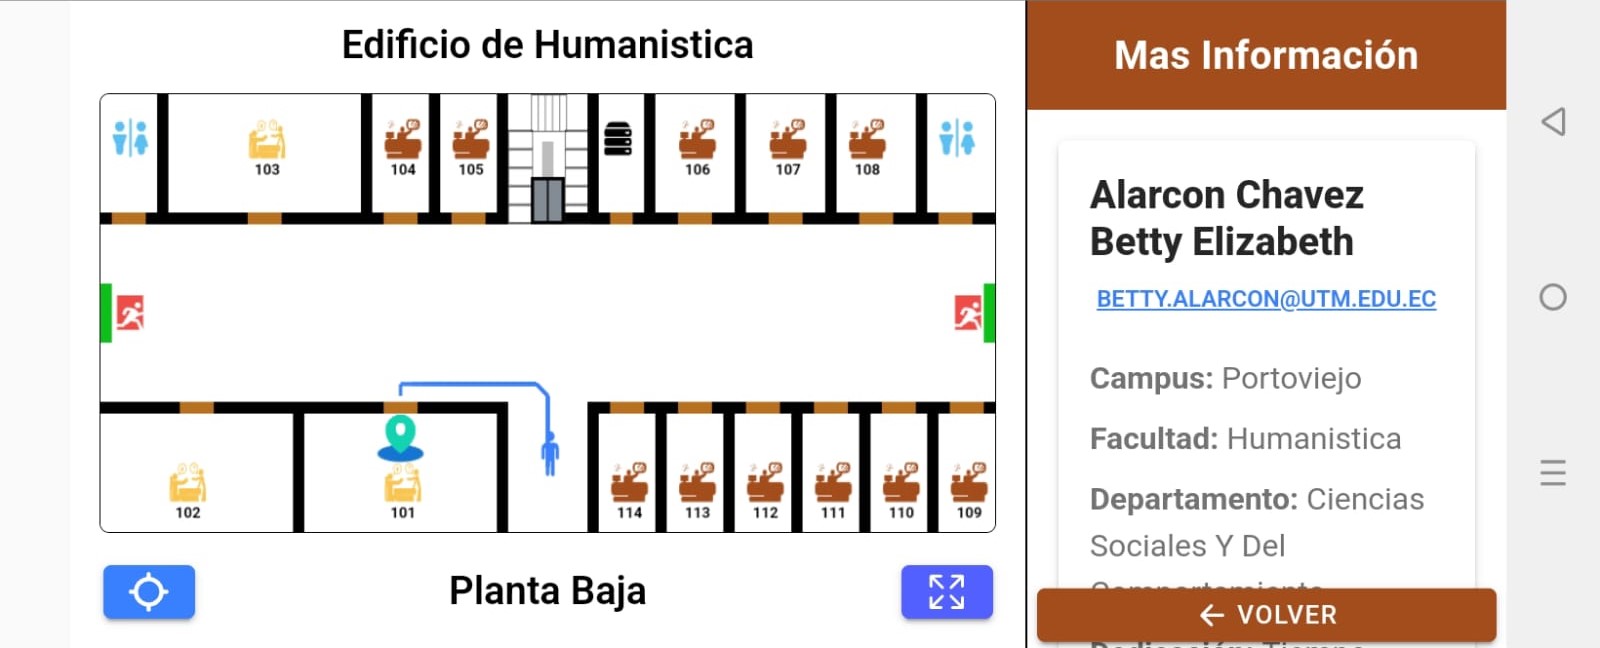 Edificio de Humanistica
103
104
105
106
107
108
102
101
114
113
112
111
110
109
Planta Baja
Mas Información
Alarcon Chavez
Betty Elizabeth
BETTY.ALARCON@UTM.EDU.EC
Campus: Portoviejo
Facultad: Humanistica
Departamento: Ciencias
Sociales Y Del
VOLVER